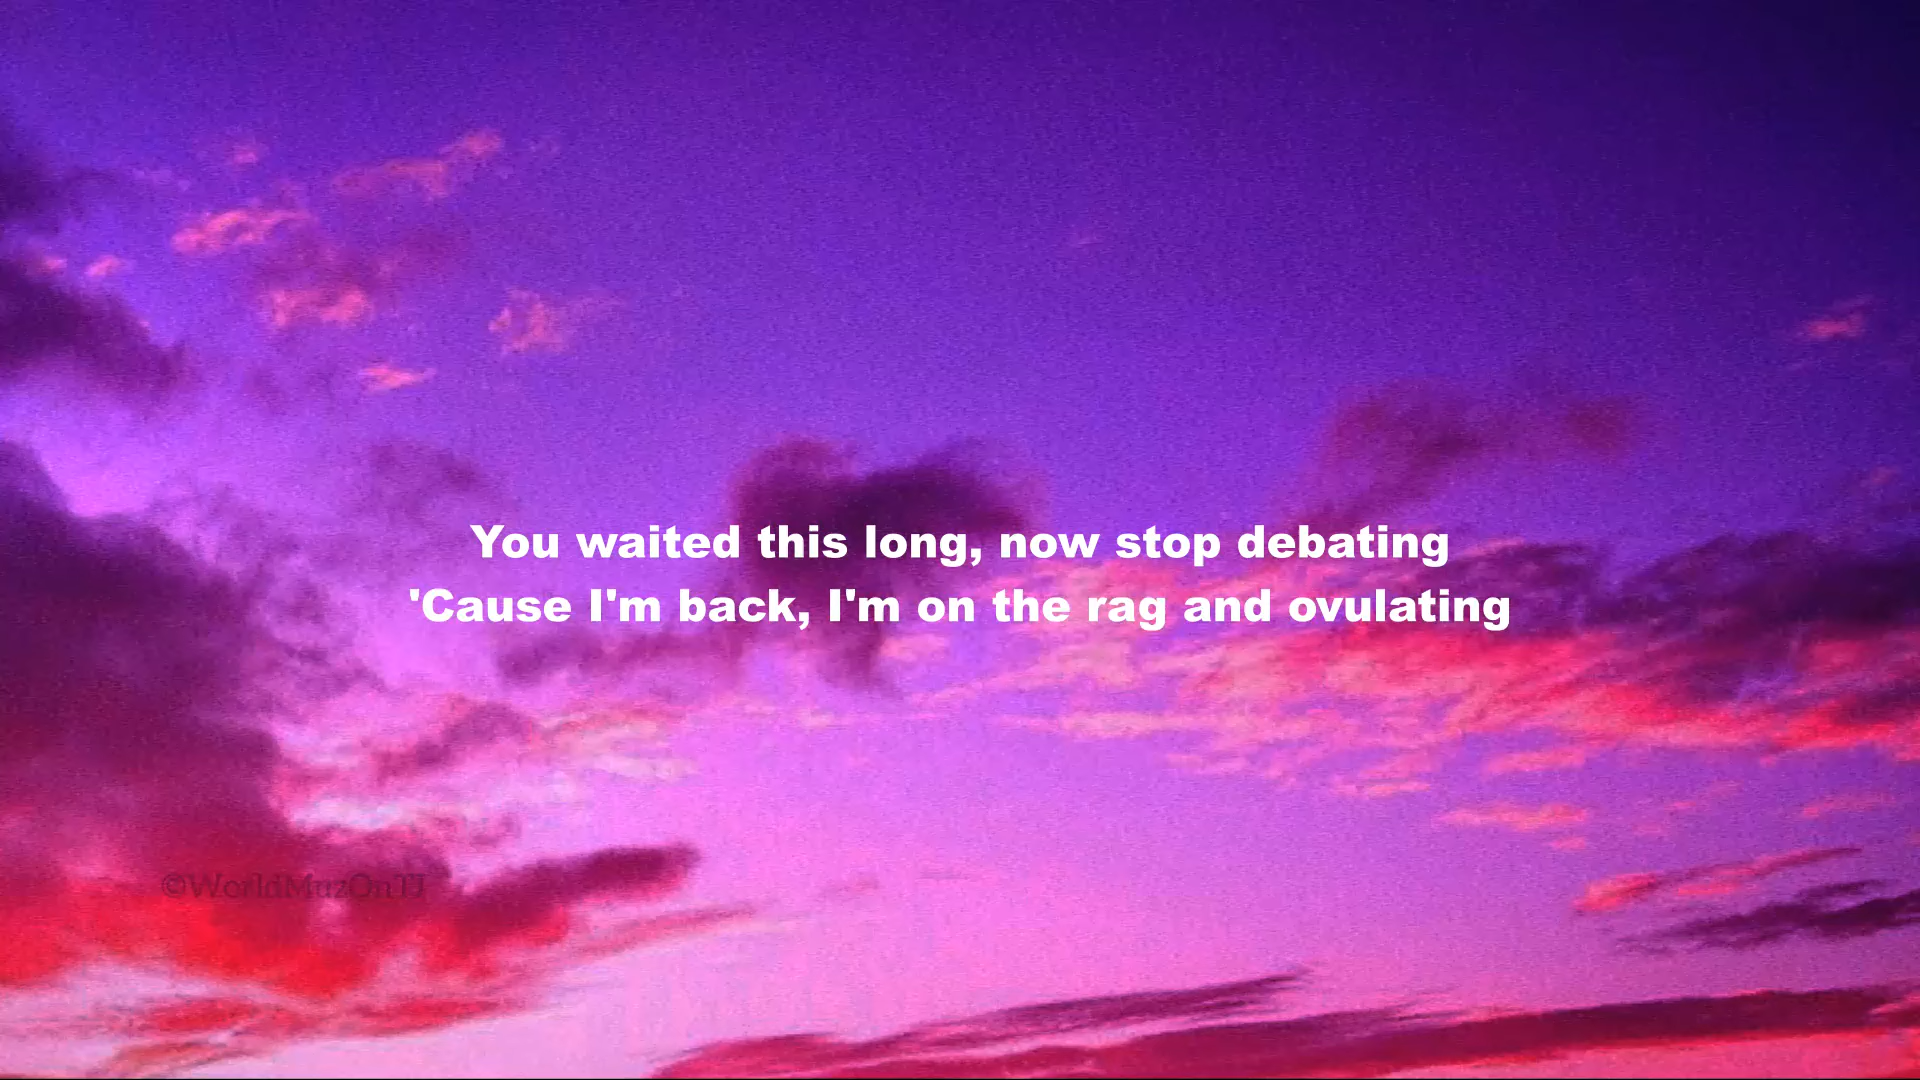 You waited this long, now stop debating
'Cause I'm back, I'm on the rag and ovulating
©WorldMuzOnTJ